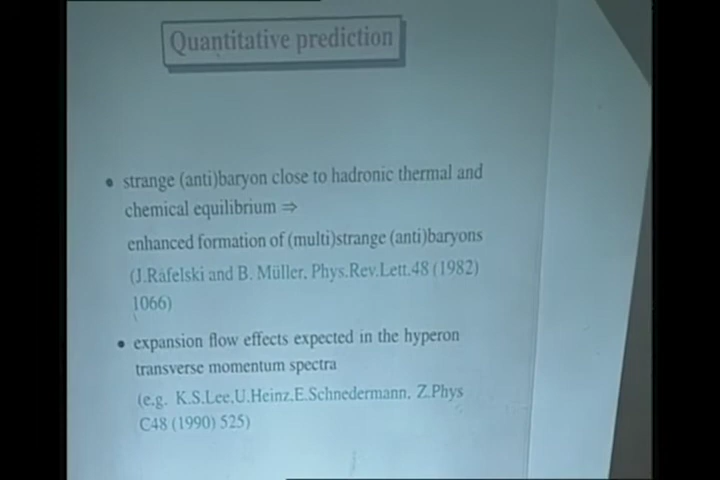 Quantitative prediction
• strange (anti)baryon close to hadronic thermal and
chemical equilibrium ⇒
enhanced formation of (multi)strange (anti)baryons
(J.Rafelski and B. Müller, Phys.Rev.Lett.48 (1982)
1066)
• expansion flow effects expected in the hyperon
transverse momentum spectra
(e.g. K.S.Lee,U.Heinz,E.Schnedermann, Z.Phys
C48 (1990) 525)